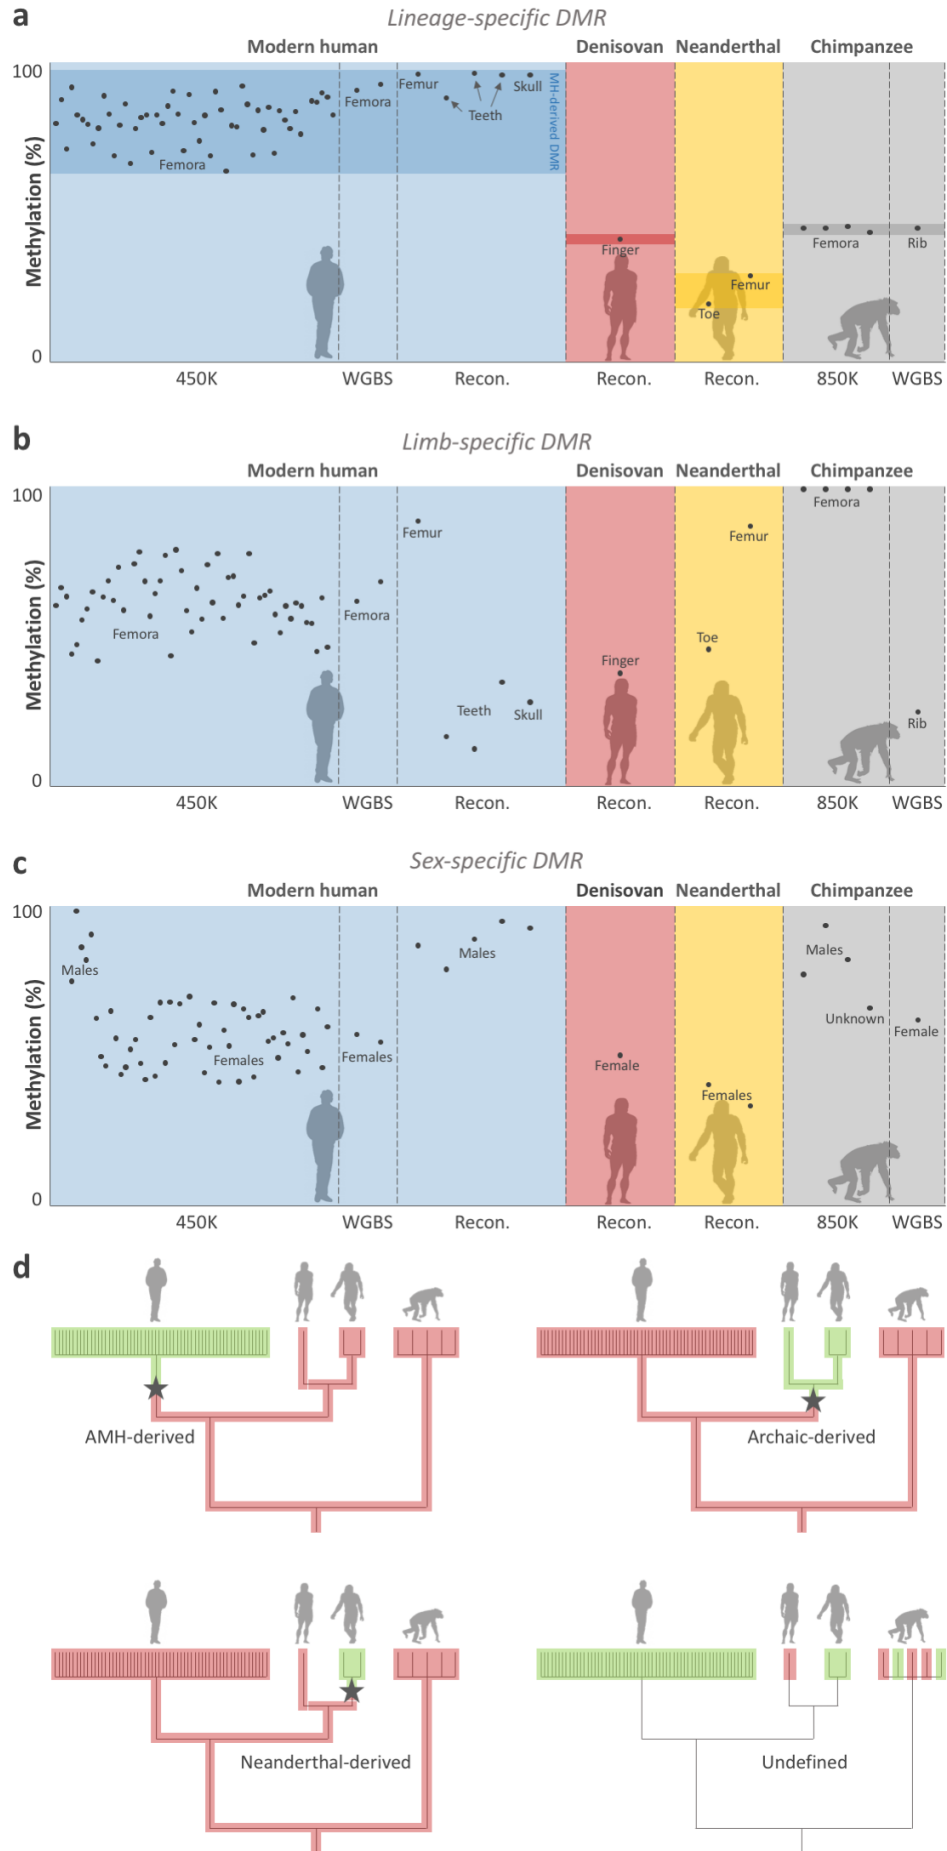 a
Lineage-specific DMR
Modern human Denisovan Neanderthal Chimpanzee
100
Methylation (%)
0
Femora
Femora
Femur
Teeth
Skull
MH-derived DMR
Finger
Femur
Toe
Femora
Rib
450K WGBS Recon. Recon. Recon. 850K WGBS
b
Limb-specific DMR
Modern human Denisovan Neanderthal Chimpanzee
100
Methylation (%)
0
Femora
Femora
Femur
Teeth
Skull
Finger
Femur
Toe
Femora
Rib
450K WGBS Recon. Recon. Recon. 850K WGBS
c
Sex-specific DMR
Modern human Denisovan Neanderthal Chimpanzee
100
Methylation (%)
0
Males
Females
Females
Males
Female
Females
Males
Unknown
Female
450K WGBS Recon. Recon. Recon. 850K WGBS
d
AMH-derived
Archaic-derived
Neanderthal-derived
Undefined